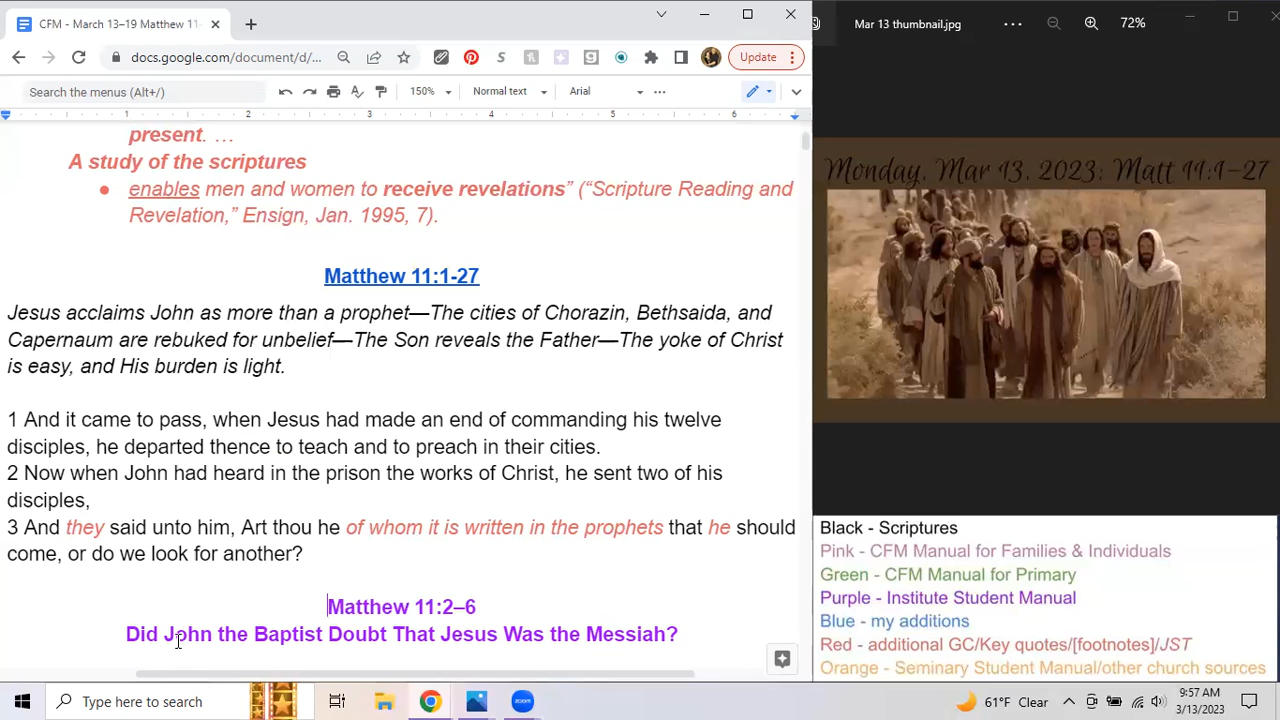 CFM - March 13–19 Matthew 11-
docs.google.com/document/d/...
Update
Search the menus (Alt+/)
150%
Normal text
Arial
1 1 2 3 4 5 6
present. …
A study of the scriptures
● enables men and women to receive revelations” (“Scripture Reading and
Revelation,” Ensign, Jan. 1995, 7).
Matthew 11:1-27
Jesus acclaims John as more than a prophet—The cities of Chorazin, Bethsaida, and
Capernaum are rebuked for unbelief—The Son reveals the Father—The yoke of Christ
is easy, and His burden is light.
1 And it came to pass, when Jesus had made an end of commanding his twelve
disciples, he departed thence to teach and to preach in their cities.
2 Now when John had heard in the prison the works of Christ, he sent two of his
disciples,
3 And they said unto him, Art thou he of whom it is written in the prophets that he should
come, or do we look for another?
Matthew 11:2–6
Did John the Baptist Doubt That Jesus Was the Messiah?
Mar 13 thumbnail.jpg
72%
Monday, Mar 13, 2023: Matt 11:1-27
Black - Scriptures
Pink - CFM Manual for Families & Individuals
Green - CFM Manual for Primary
Purple - Institute Student Manual
Blue - my additions
Red - additional GC/Key quotes/[footnotes]/JST
Orange - Seminary Student Manual/other church sources
Type here to search
61°F Clear
9:57 AM
3/13/2023